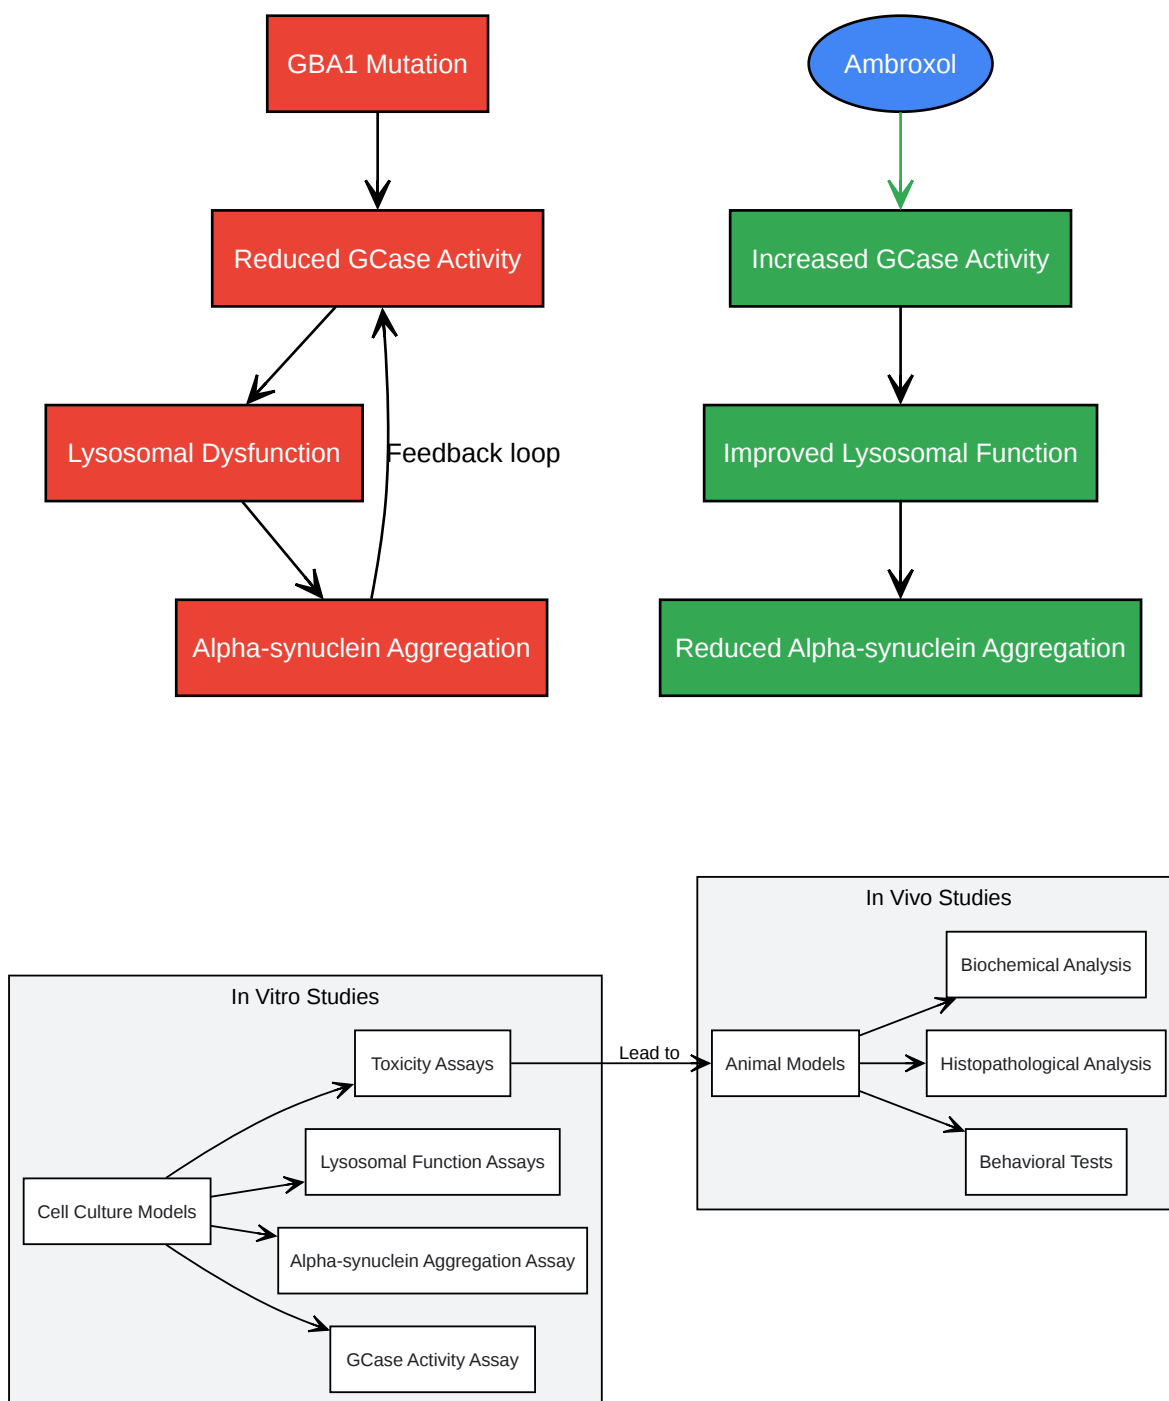 GBA1 Mutation
Ambroxol
Reduced GCase Activity
Increased GCase Activity
Lysosomal Dysfunction
Feedback loop
Improved Lysosomal Function
Alpha-synuclein Aggregation
Reduced Alpha-synuclein Aggregation
In Vivo Studies
Biochemical Analysis
In Vitro Studies
Toxicity Assays
Lead to
Animal Models
Histopathological Analysis
Lysosomal Function Assays
Behavioral Tests
Cell Culture Models
Alpha-synuclein Aggregation Assay
GCase Activity Assay